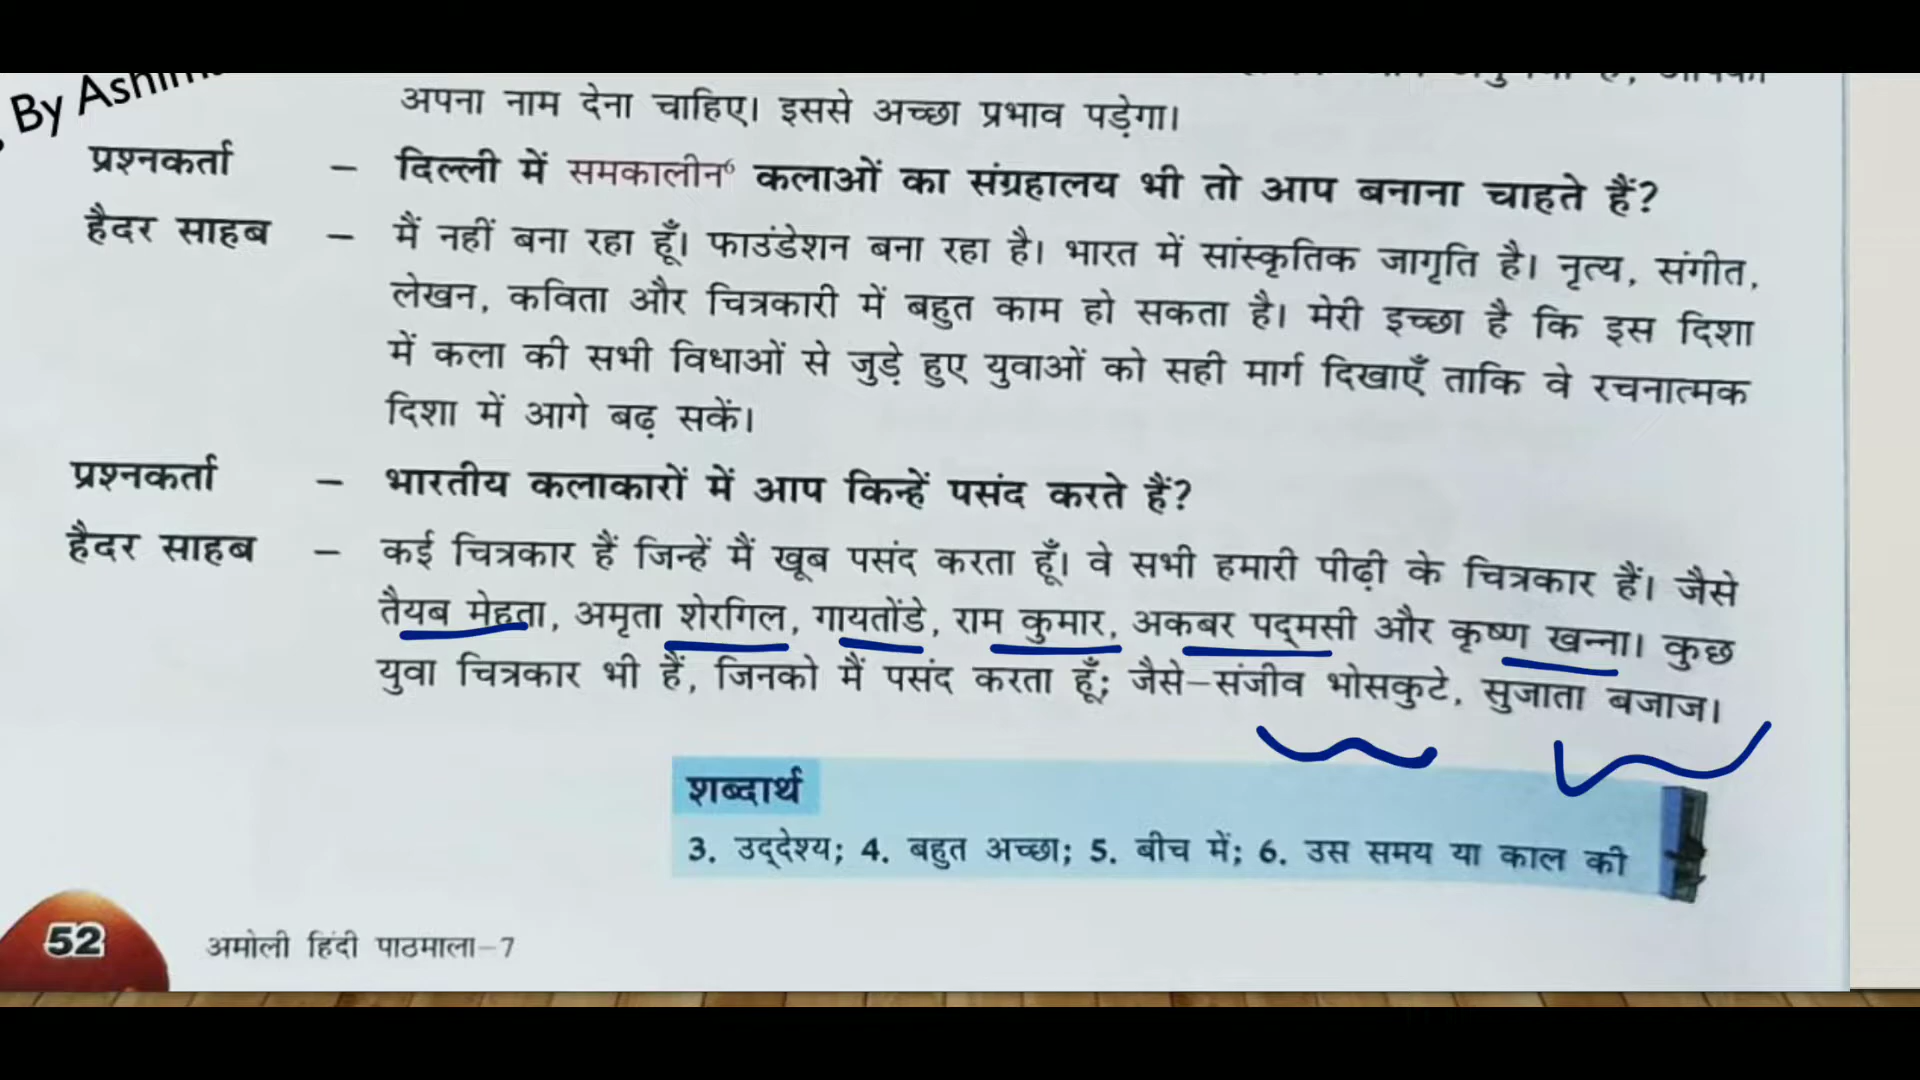 By Ashima
अपना नाम देना चाहिए। इससे अच्छा प्रभाव पड़ेगा।
प्रश्नकर्ता – दिल्ली में समकालीन⁶ कलाओं का संग्रहालय भी तो आप बनाना चाहते हैं?
हैदर साहब – मैं नहीं बना रहा हूँ। फाउंडेशन बना रहा है। भारत में सांस्कृतिक जागृति है। नृत्य, संगीत,
लेखन, कविता और चित्रकारी में बहुत काम हो सकता है। मेरी इच्छा है कि इस दिशा
में कला की सभी विधाओं से जुड़े हुए युवाओं को सही मार्ग दिखाएँ ताकि वे रचनात्मक
दिशा में आगे बढ़ सकें।
प्रश्नकर्ता – भारतीय कलाकारों में आप किन्हें पसंद करते हैं?
हैदर साहब – कई चित्रकार हैं जिन्हें मैं खूब पसंद करता हूँ। वे सभी हमारी पीढ़ी के चित्रकार हैं। जैसे
तैयब मेहता, अमृता शेरगिल, गायतोंडे, राम कुमार, अकबर पद्‌मसी और कृष्ण खन्ना। कुछ
युवा चित्रकार भी हैं, जिनको मैं पसंद करता हूँ; जैसे–संजीव भोसकुटे, सुजाता बजाज।
शब्दार्थ
3. उद्‌देश्य; 4. बहुत अच्छा; 5. बीच में; 6. उस समय या काल की
52 अमोली हिंदी पाठमाला–7